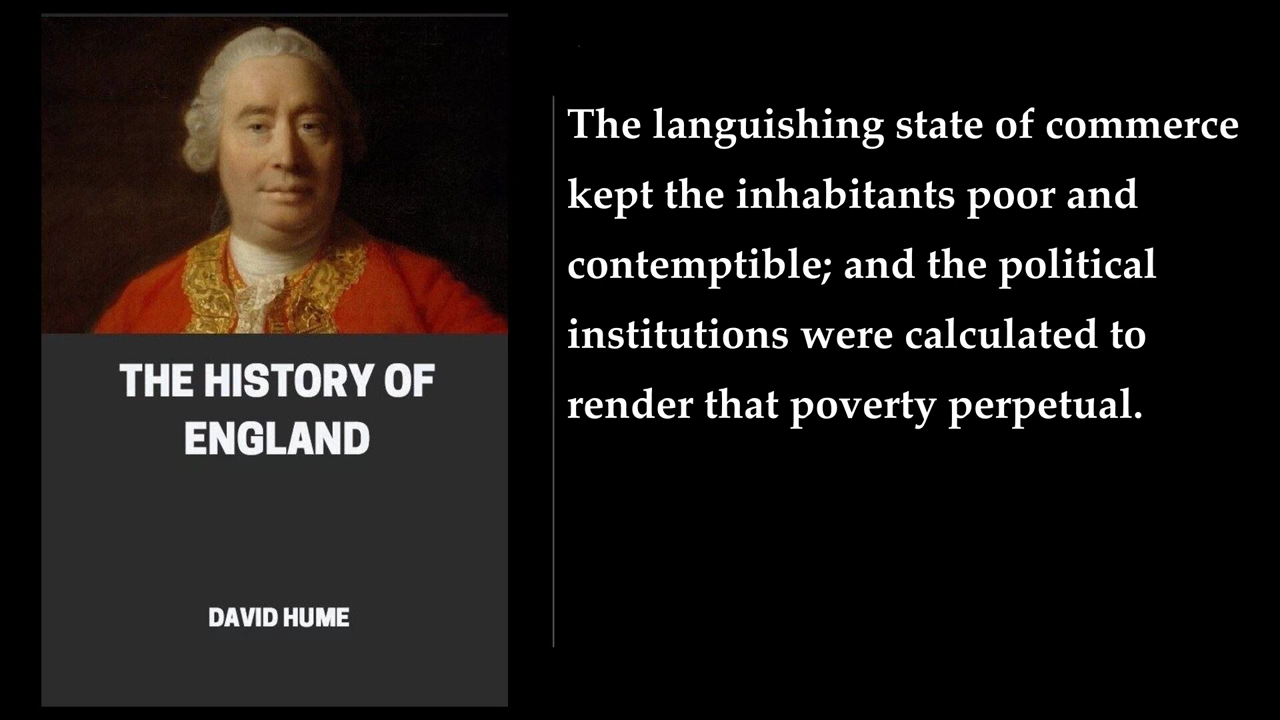 THE HISTORY OF
ENGLAND
DAVID HUME
The languishing state of commerce
kept the inhabitants poor and
contemptible; and the political
institutions were calculated to
render that poverty perpetual.